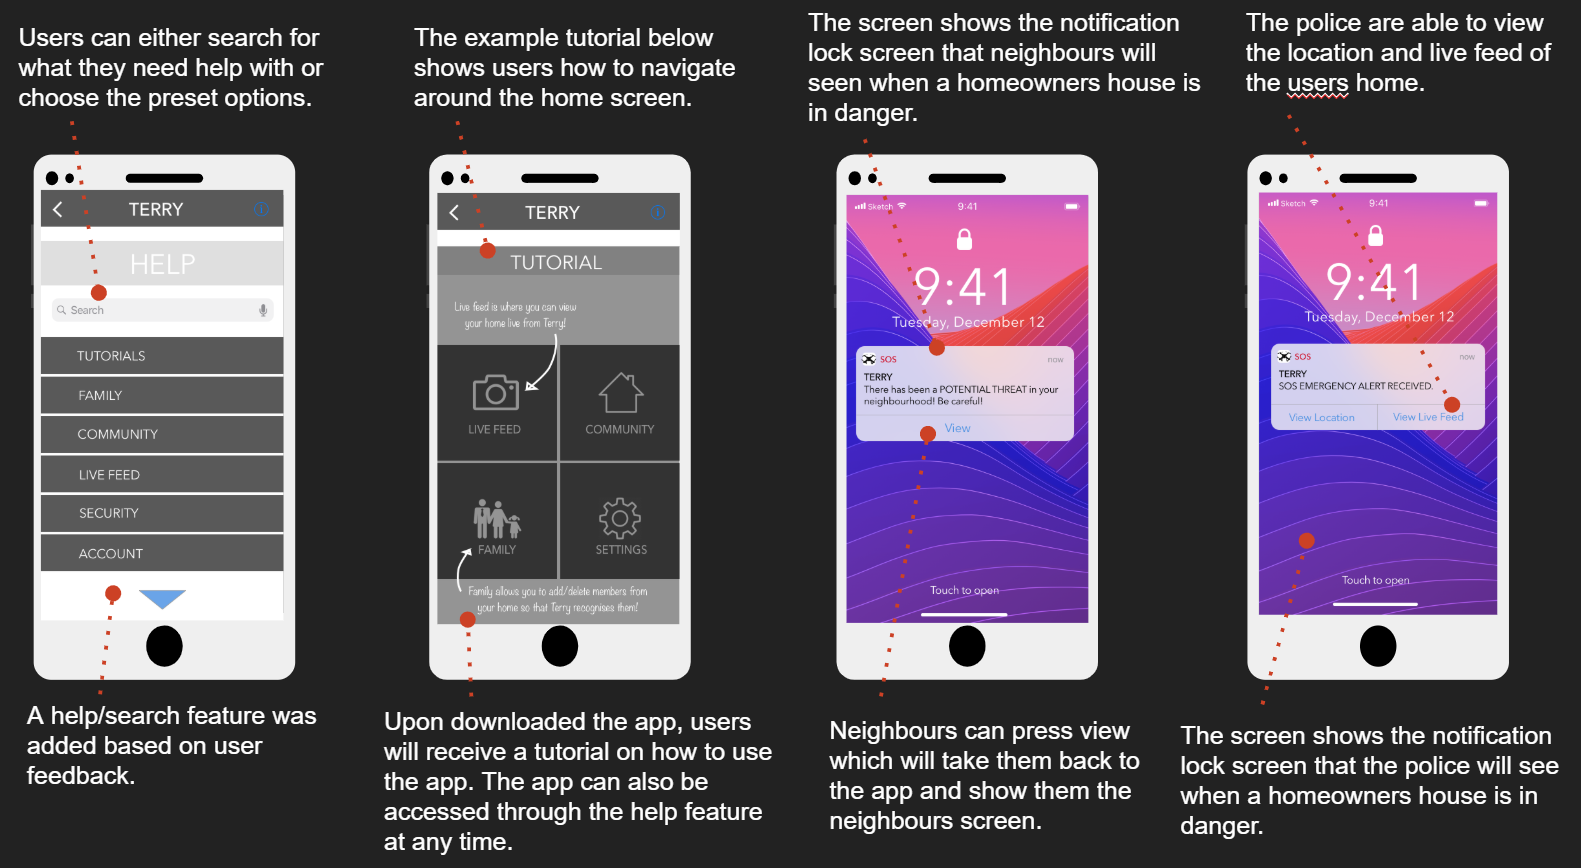 Users can either search for
what they need help with or
choose the preset options.
TERRY
HELP
Search
TUTORIALS
FAMILY
COMMUNITY
LIVE FEED
SECURITY
ACCOUNT
A help/search feature was
added based on user
feedback.
The example tutorial below
shows users how to navigate
around the home screen.
TERRY
TUTORIAL
Live feed is where you can view
your home live from Terry!
LIVE FEED
COMMUNITY
FAMILY
SETTINGS
Family allows you to add/delete members from
your home so that Terry recognises them!
Upon downloaded the app, users
will receive a tutorial on how to use
the app. The app can also be
accessed through the help feature
at any time.
The screen shows the notification
lock screen that neighbours will
seen when a homeowners house is
in danger.
Sketch 9:41
9:41
Tuesday, December 12
SOS now
TERRY
There has been a POTENTIAL THREAT in your
neighbourhood! Be careful!
View
Touch to open
Neighbours can press view
which will take them back to
the app and show them the
neighbours screen.
The police are able to view
the location and live feed of
the users home.
Sketch 9:41
9:41
Tuesday, December 12
SOS now
TERRY
SOS EMERGENCY ALERT RECEIVED.
View Location View Live Feed
Touch to open
The screen shows the notification
lock screen that the police will see
when a homeowners house is in
danger.